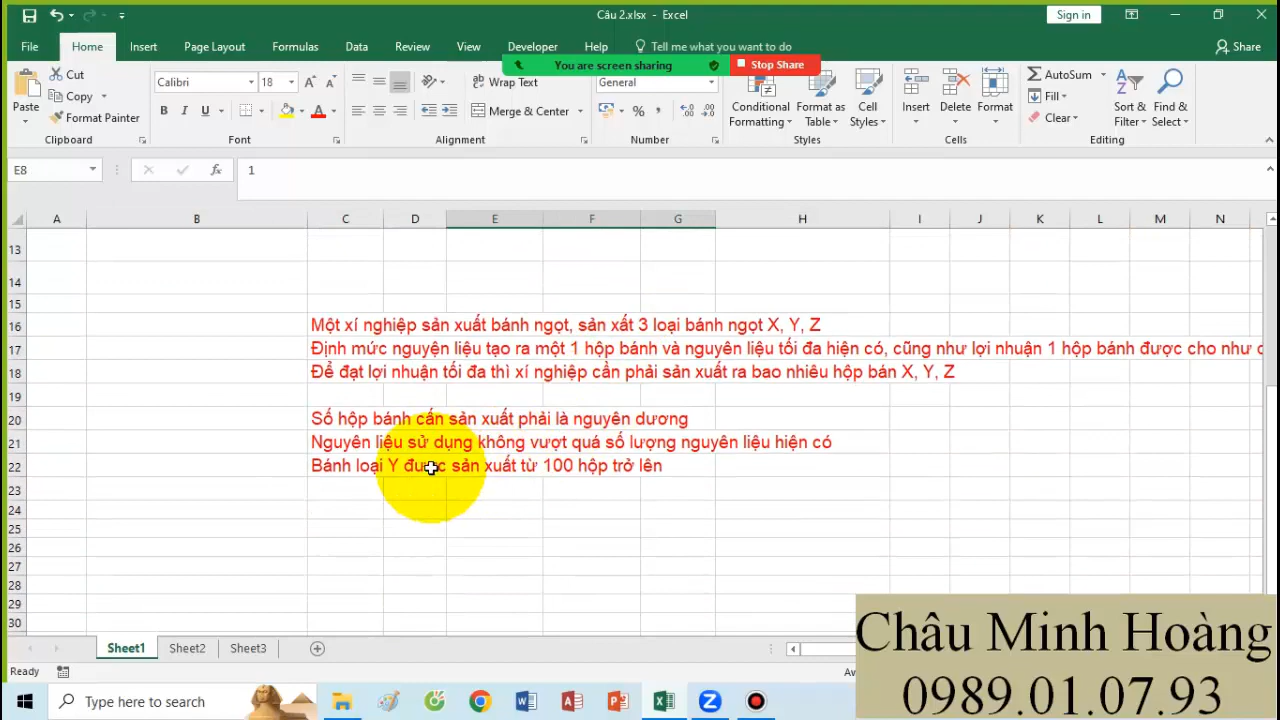 Câu 2.xlsx - Excel
Sign in
File Home Insert Page Layout Formulas Data Review View Developer Help Tell me what you want to do Share
You are screen sharing Stop Share
Paste
Cut
Copy
Format Painter
Clipboard
Calibri 18
B I U
Font
Wrap Text
Merge & Center
Alignment
General
Number
Conditional Formatting
Format as Table
Cell Styles
Styles
Insert
Delete
Format
Cells
AutoSum
Fill
Clear
Sort & Filter
Find & Select
Editing
E8
fx
1
A B C D E F G H I J K L M N
13
14
15
16 Một xí nghiệp sản xuất bánh ngọt, sản xất 3 loại bánh ngọt X, Y, Z
17 Định mức nguyện liệu tạo ra một 1 hộp bánh và nguyên liệu tối đa hiện có, cũng như lợi nhuận 1 hộp bánh được cho như
18 Để đạt lợi nhuận tối đa thì xí nghiệp cần phải sản xuất ra bao nhiêu hộp bán X, Y, Z
19
20 Số hộp bánh cấn sản xuất phải là nguyên dương
21 Nguyên liệu sử dụng không vượt quá số lượng nguyên liệu hiện có
22 Bánh loại Y được sản xuất từ 100 hộp trở lên
23
24
25
26
27
28
29
30
Sheet1 Sheet2 Sheet3
Ready
Type here to search
Châu Minh Hoàng
0989.01.07.93